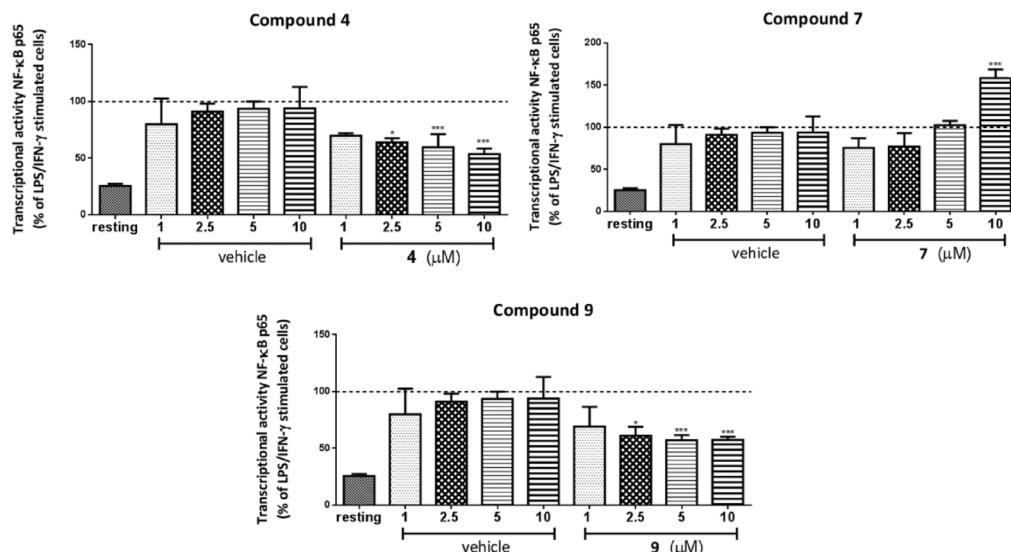 Compound 4
Transcriptional activity NF-κB p65
(% of LPS/IFN-γ stimulated cells)
150
100
50
0
* *** ***
resting 1 2.5 5 10 1 2.5 5 10
vehicle 4 (μM)
Compound 7
Transcriptional activity NF-κB p65
(% of LPS/IFN-γ stimulated cells)
200
150
100
50
0
***
resting 1 2.5 5 10 1 2.5 5 10
vehicle 7 (μM)
Compound 9
Transcriptional activity NF-κB p65
(% of LPS/IFN-γ stimulated cells)
150
100
50
0
* *** ***
resting 1 2.5 5 10 1 2.5 5 10
vehicle 9 (μM)